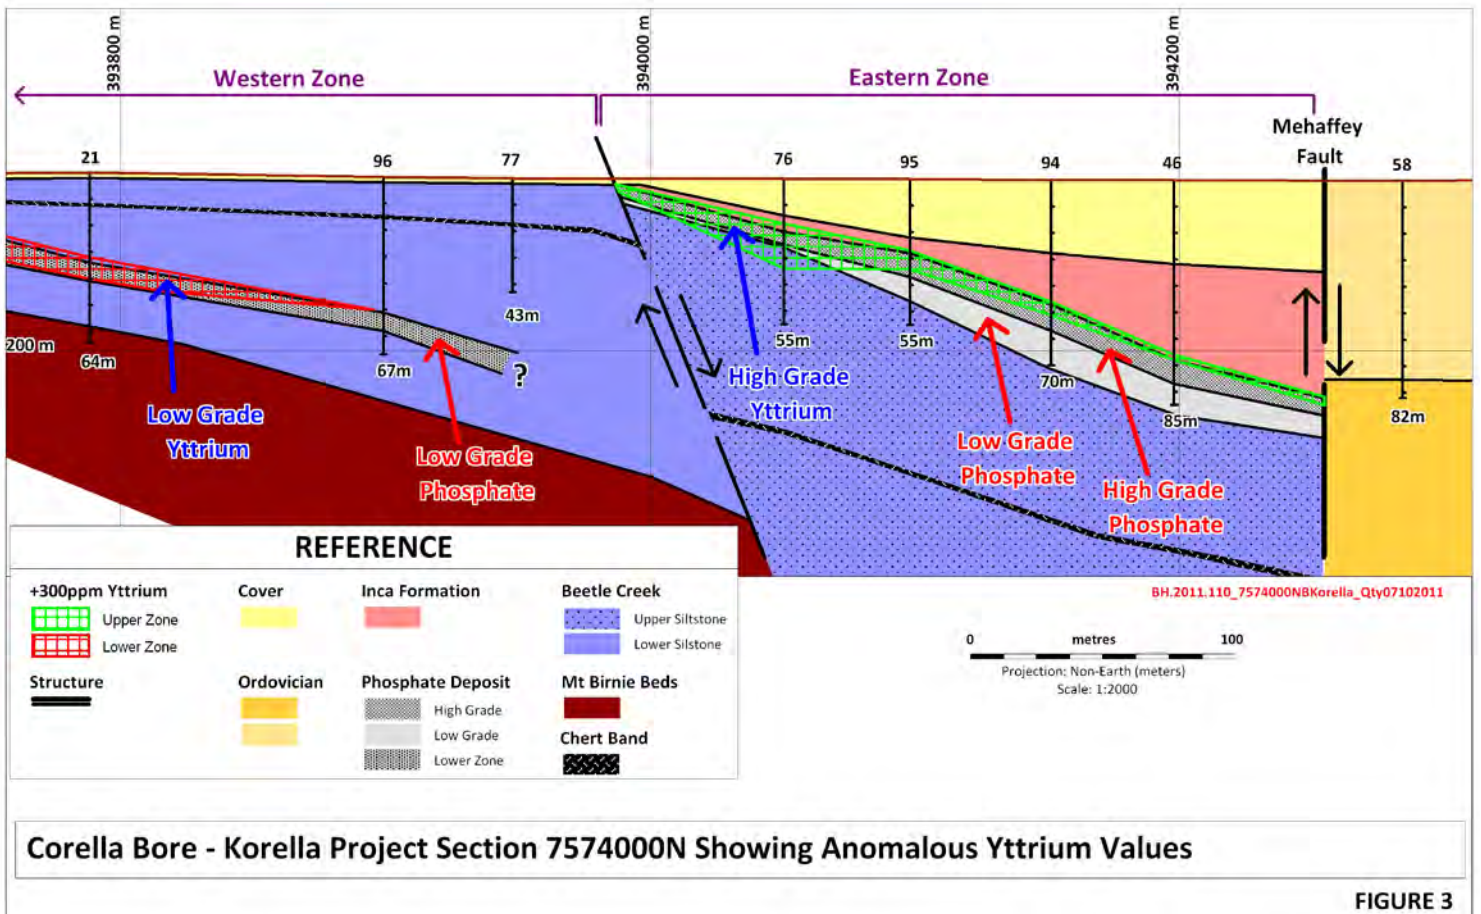 393800 m
394000 m
394200 m
Western Zone
Eastern Zone
Mehaffey
Fault
21
96
77
76
95
94
46
58
200 m
64m
67m
43m
?
55m
55m
70m
85m
82m
Low Grade
Yttrium
Low Grade
Phosphate
High Grade
Yttrium
Low Grade
Phosphate
High Grade
Phosphate
REFERENCE
+300ppm Yttrium
Upper Zone
Lower Zone
Structure
Cover
Ordovician
Inca Formation
Phosphate Deposit
High Grade
Low Grade
Lower Zone
Beetle Creek
Upper Siltstone
Lower Silstone
Mt Birnie Beds
Chert Band
BH.2011.110_7574000NBKorella_Qty07102011
0 metres 100
Projection: Non-Earth (meters)
Scale: 1:2000
Corella Bore - Korella Project Section 7574000N Showing Anomalous Yttrium Values
FIGURE 3